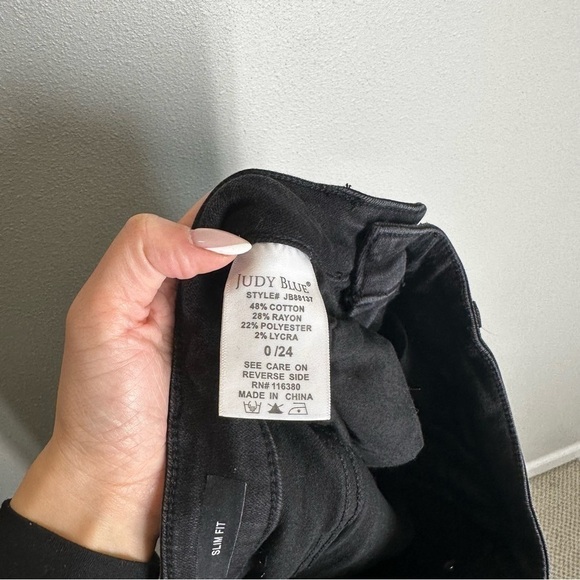 JUDY BLUE®
STYLE# JB88137
48% COTTON
28% RAYON
22% POLYESTER
2% LYCRA
0/24
SEE CARE ON
REVERSE SIDE
RN# 116380
MADE IN CHINA
SLIM FIT